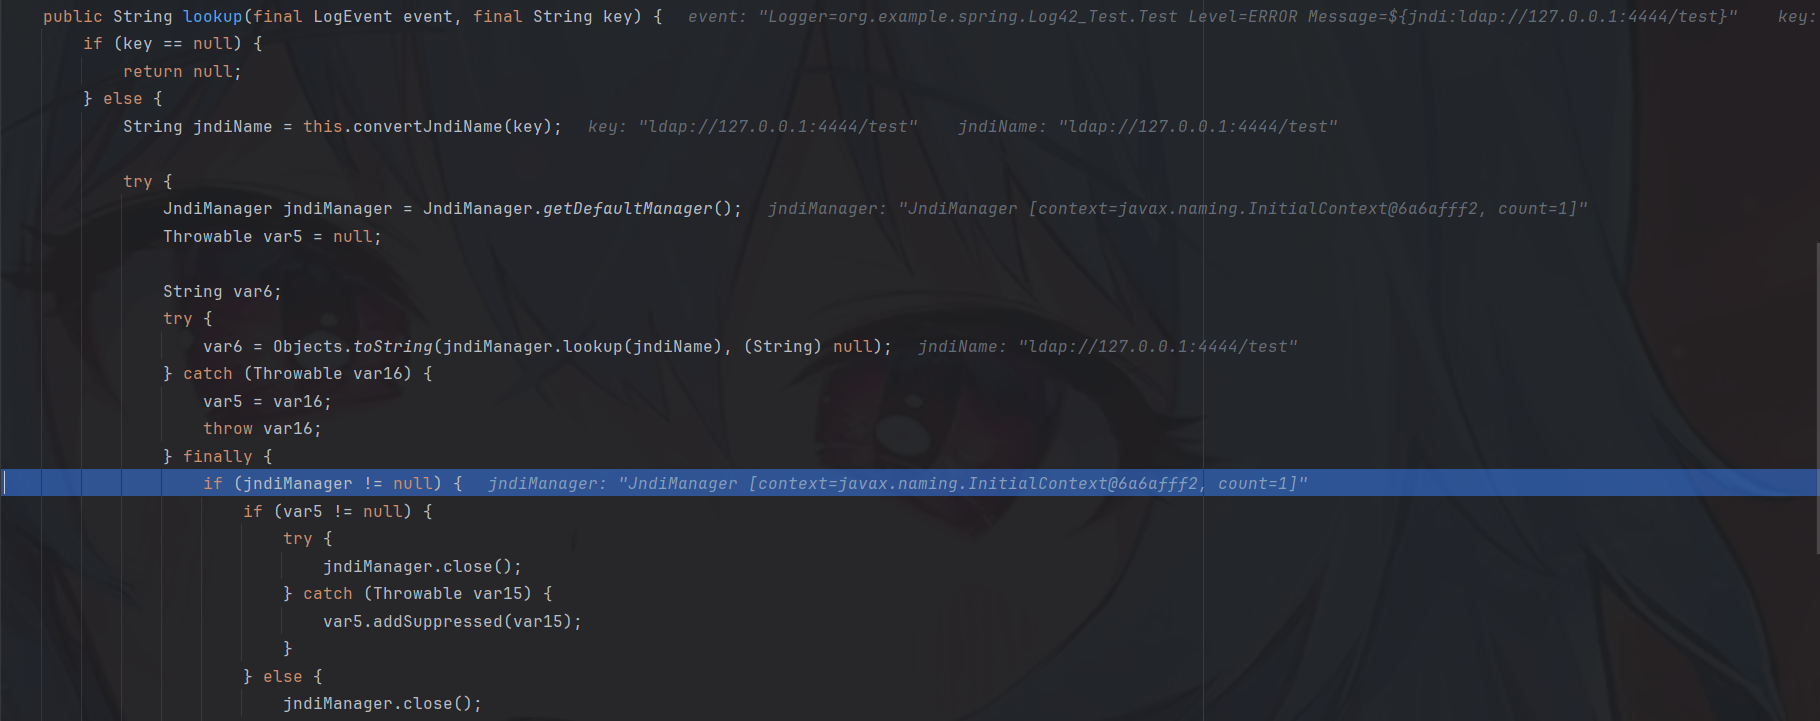 public String lookup(final LogEvent event, final String key) {   event: "Logger=org.example.spring.Log42_Test.Test Level=ERROR Message=${jndi:ldap://127.0.0.1:4444/test}"    key:
if (key == null) {
return null;
} else {
String jndiName = this.convertJndiName(key);   key: "ldap://127.0.0.1:4444/test"    jndiName: "ldap://127.0.0.1:4444/test"
try {
JndiManager jndiManager = JndiManager.getDefaultManager();   jndiManager: "JndiManager [context=javax.naming.InitialContext@6a6afff2, count=1]"
Throwable var5 = null;
String var6;
try {
var6 = Objects.toString(jndiManager.lookup(jndiName), (String) null);   jndiName: "ldap://127.0.0.1:4444/test"
} catch (Throwable var16) {
var5 = var16;
throw var16;
} finally {
if (jndiManager != null) {   jndiManager: "JndiManager [context=javax.naming.InitialContext@6a6afff2, count=1]"
if (var5 != null) {
try {
jndiManager.close();
} catch (Throwable var15) {
var5.addSuppressed(var15);
}
} else {
jndiManager.close();